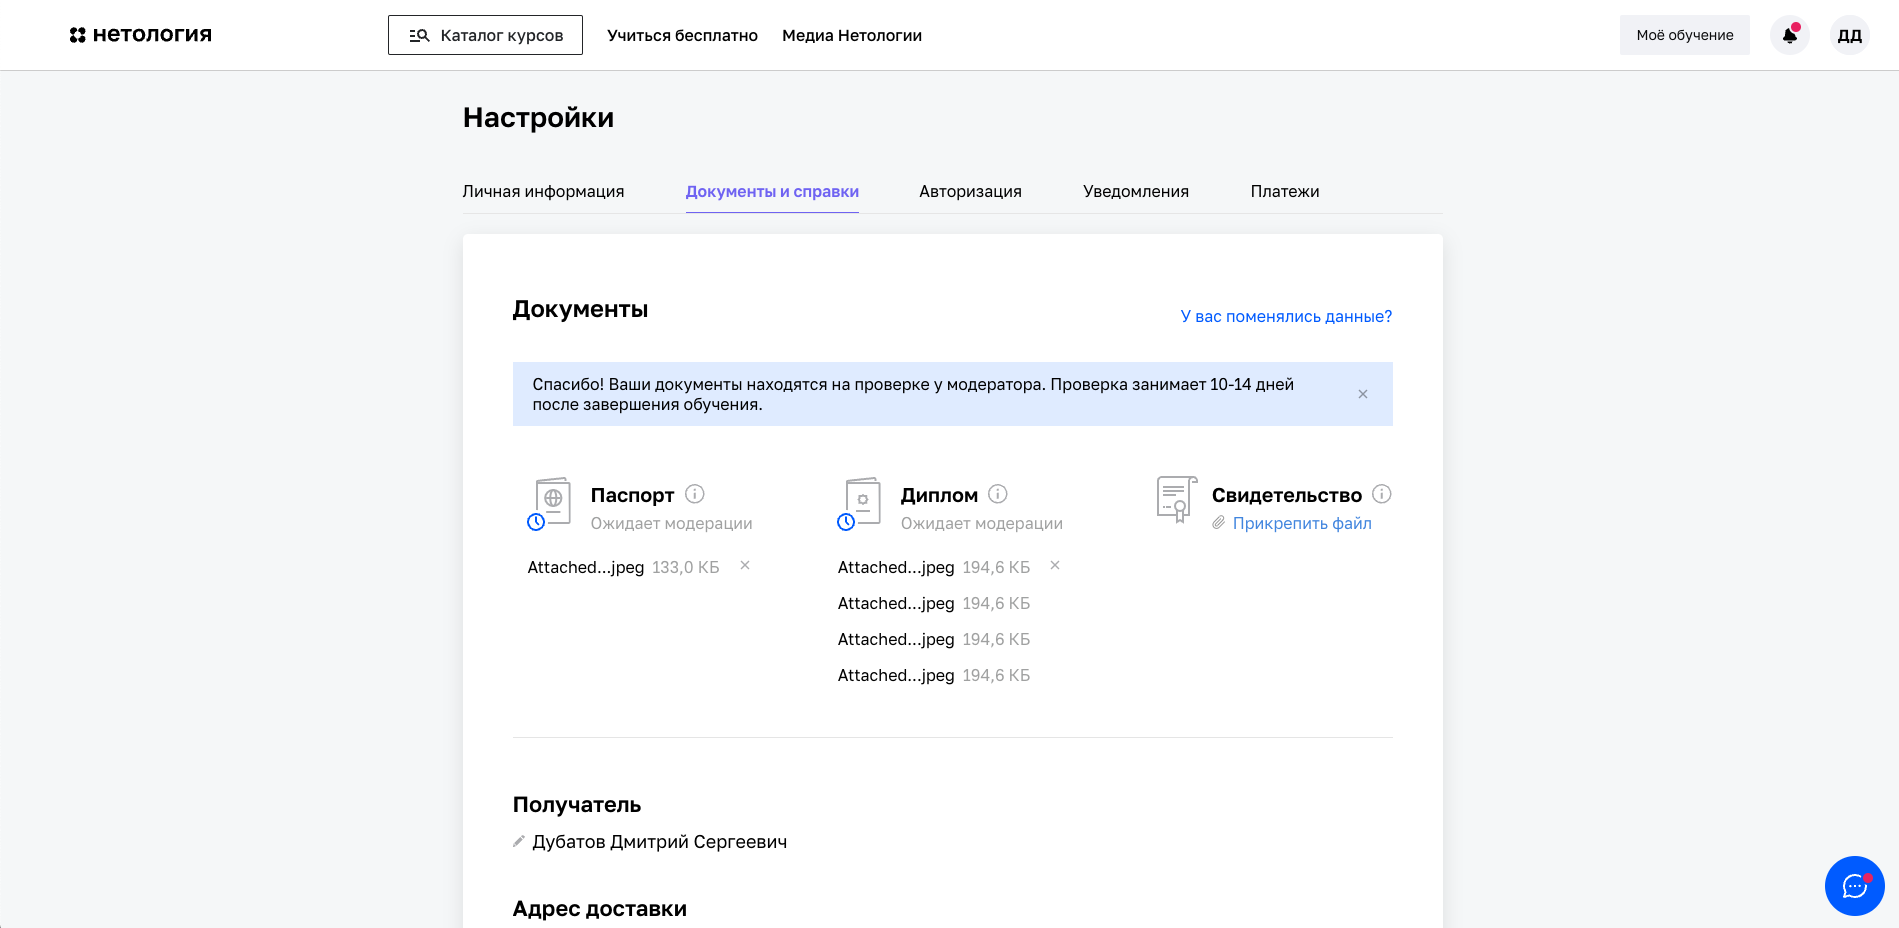 нетология
Каталог курсов
Учиться бесплатно
Медиа Нетологии
Моё обучение
ДД
Настройки
Личная информация
Документы и справки
Авторизация
Уведомления
Платежи
Документы
У вас поменялись данные?
Спасибо! Ваши документы находятся на проверке у модератора. Проверка занимает 10-14 дней
после завершения обучения.
Паспорт
Ожидает модерации
Attached...jpeg 133,0 КБ
Диплом
Ожидает модерации
Attached...jpeg 194,6 КБ
Attached...jpeg 194,6 КБ
Attached...jpeg 194,6 КБ
Attached...jpeg 194,6 КБ
Свидетельство
Прикрепить файл
Получатель
Дубатов Дмитрий Сергеевич
Адрес доставки